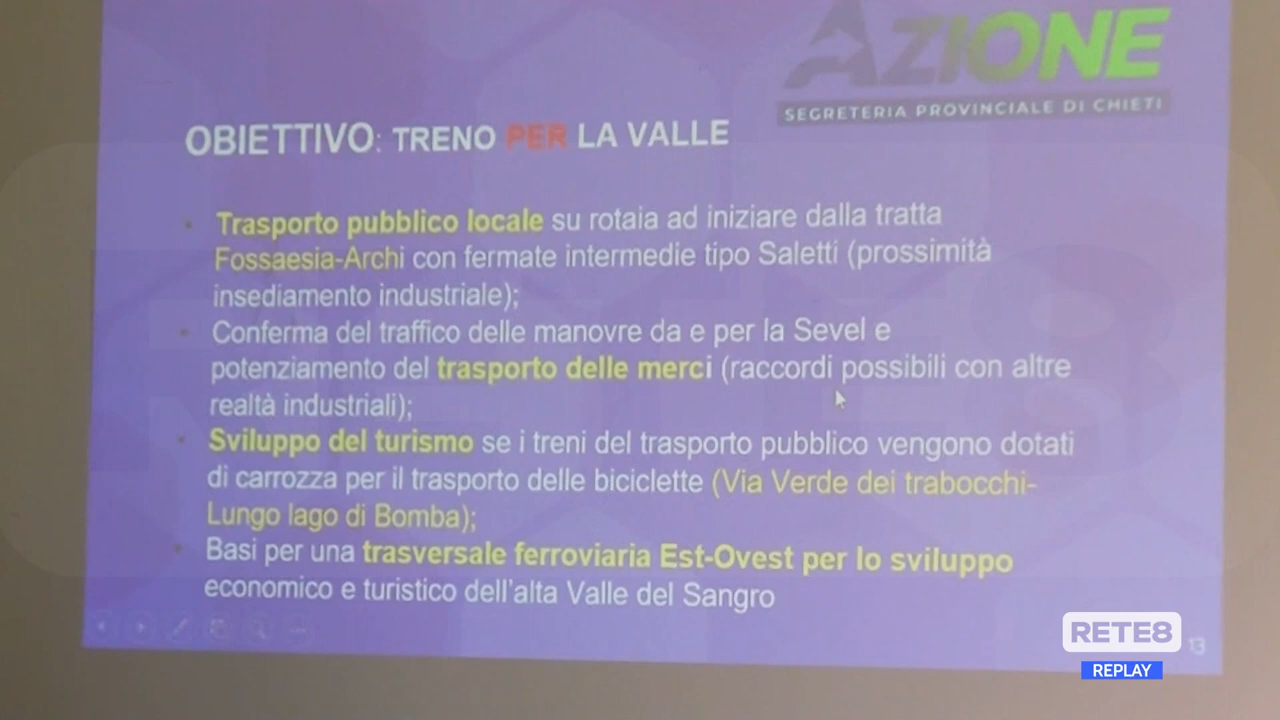 AZIONE
SEGRETERIA PROVINCIALE DI CHIETI
OBIETTIVO: TRENO PER LA VALLE
Trasporto pubblico locale su rotaia ad iniziare dalla tratta
Fossaesia-Archi con fermate intermedie tipo Saletti (prossimità
insediamento industriale);
Conferma del traffico delle manovre da e per la Sevel e
potenziamento del trasporto delle merci (raccordi possibili con altre
realtà industriali);
Sviluppo del turismo se i treni del trasporto pubblico vengono dotati
di carrozza per il trasporto delle biciclette (Via Verde dei trabocchi-
Lungo lago di Bomba);
Basi per una trasversale ferroviaria Est-Ovest per lo sviluppo
economico e turistico dell'alta Valle del Sangro
RETE8
13
REPLAY